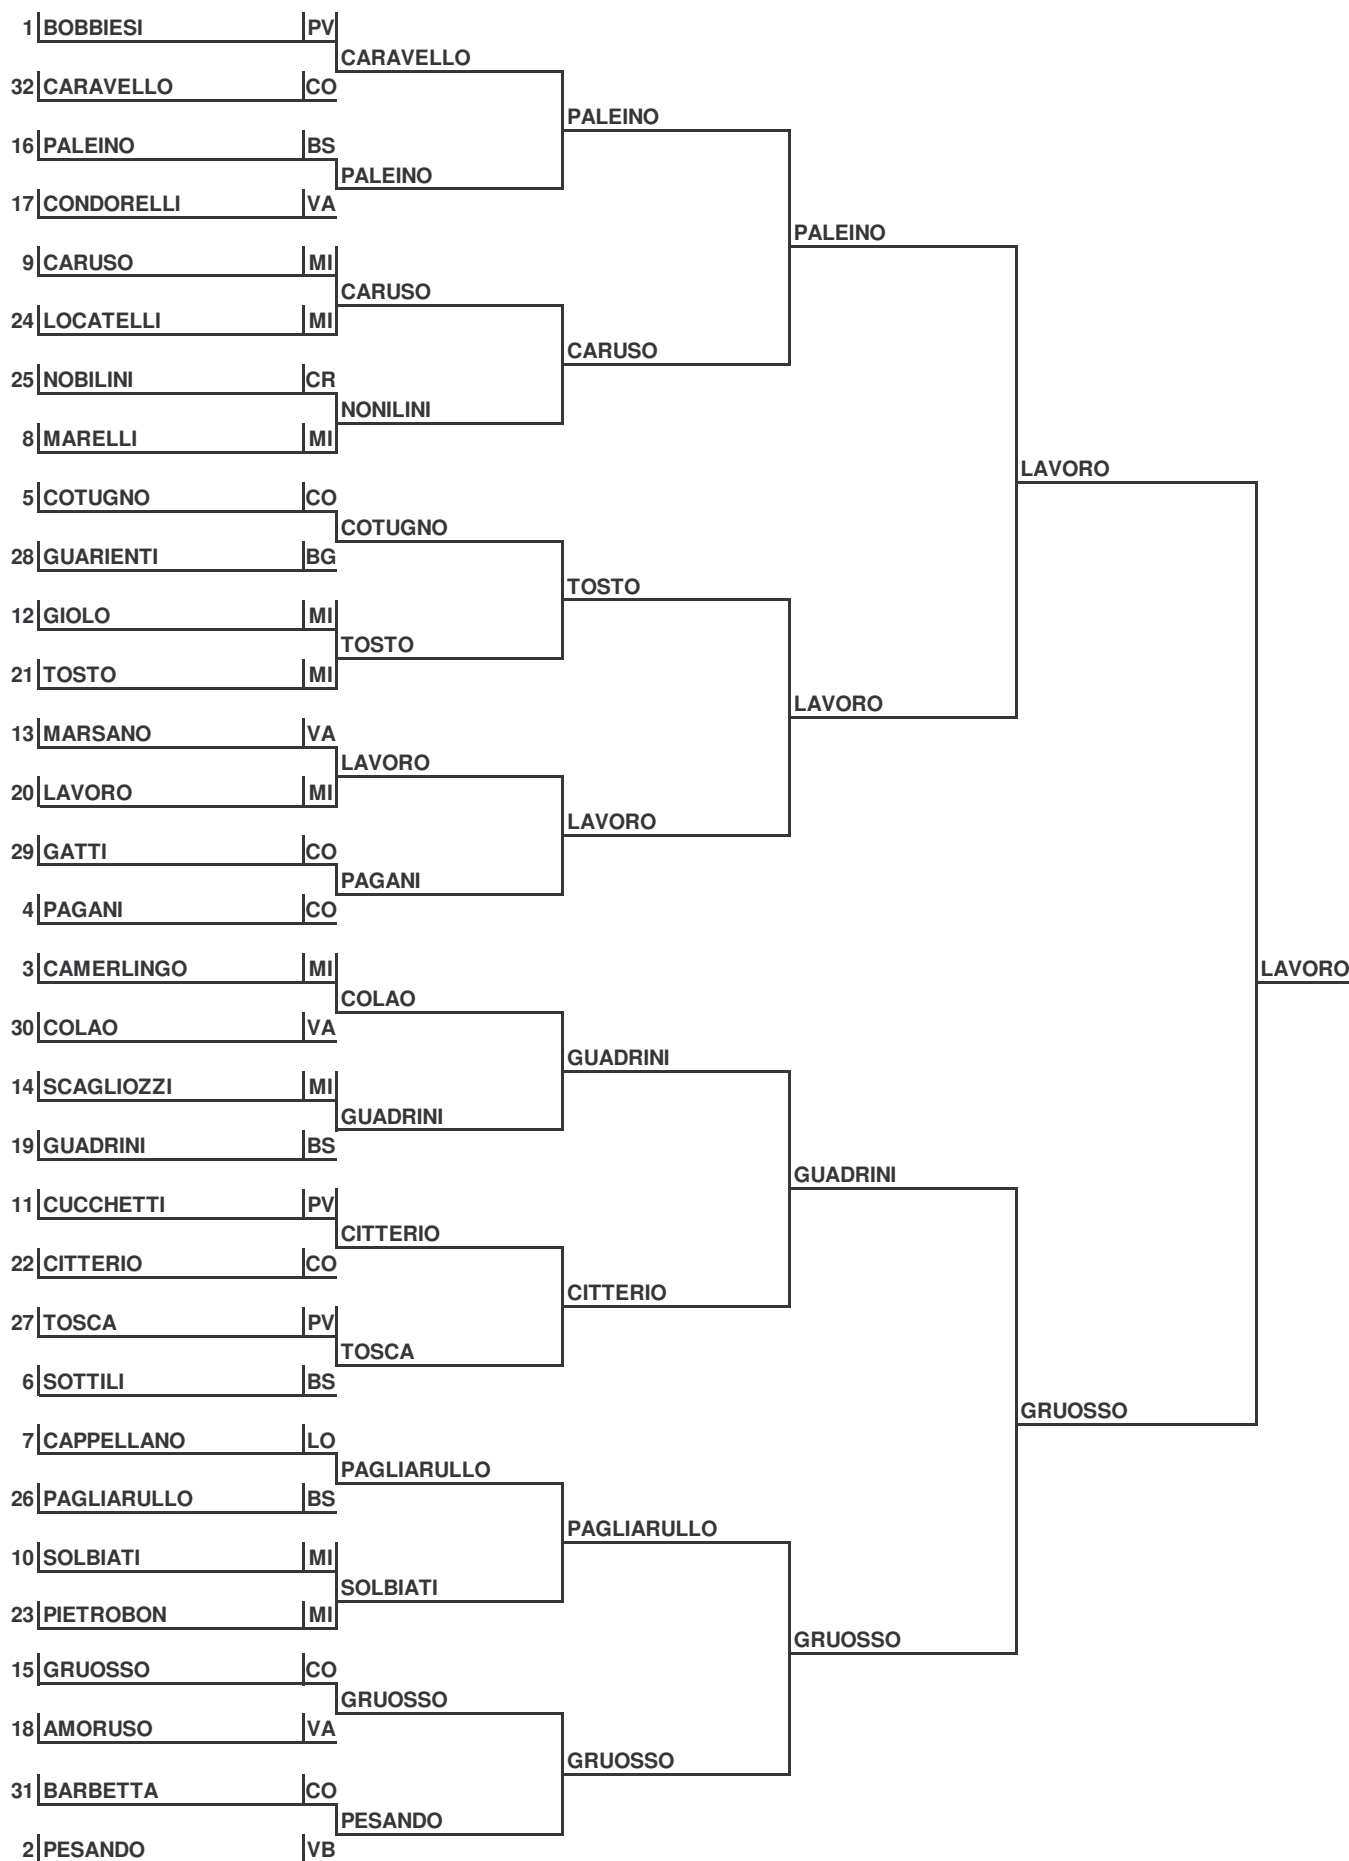 1 BOBBIESI PV
CARAVELLO
32 CARAVELLO CO
PALEINO
16 PALEINO BS
PALEINO
17 CONDORELLI VA
PALEINO
9 CARUSO MI
CARUSO
24 LOCATELLI MI
CARUSO
25 NOBILINI CR
NONILINI
8 MARELLI MI
LAVORO
5 COTUGNO CO
COTUGNO
28 GUARIENTI BG
TOSTO
12 GIOLO MI
TOSTO
21 TOSTO MI
LAVORO
13 MARSANO VA
LAVORO
20 LAVORO MI
LAVORO
29 GATTI CO
PAGANI
4 PAGANI CO
3 CAMERLINGO MI
LAVORO
COLAO
30 COLAO VA
GUADRINI
14 SCAGLIOZZI MI
GUADRINI
19 GUADRINI BS
GUADRINI
11 CUCCHETTI PV
CITTERIO
22 CITTERIO CO
CITTERIO
27 TOSCA PV
TOSCA
6 SOTTILI BS
GRUOSSO
7 CAPPELLANO LO
PAGLIARULLO
26 PAGLIARULLO BS
PAGLIARULLO
10 SOLBIATI MI
SOLBIATI
23 PIETROBON MI
GRUOSSO
15 GRUOSSO CO
GRUOSSO
18 AMORUSO VA
GRUOSSO
31 BARBETTA CO
PESANDO
2 PESANDO VB